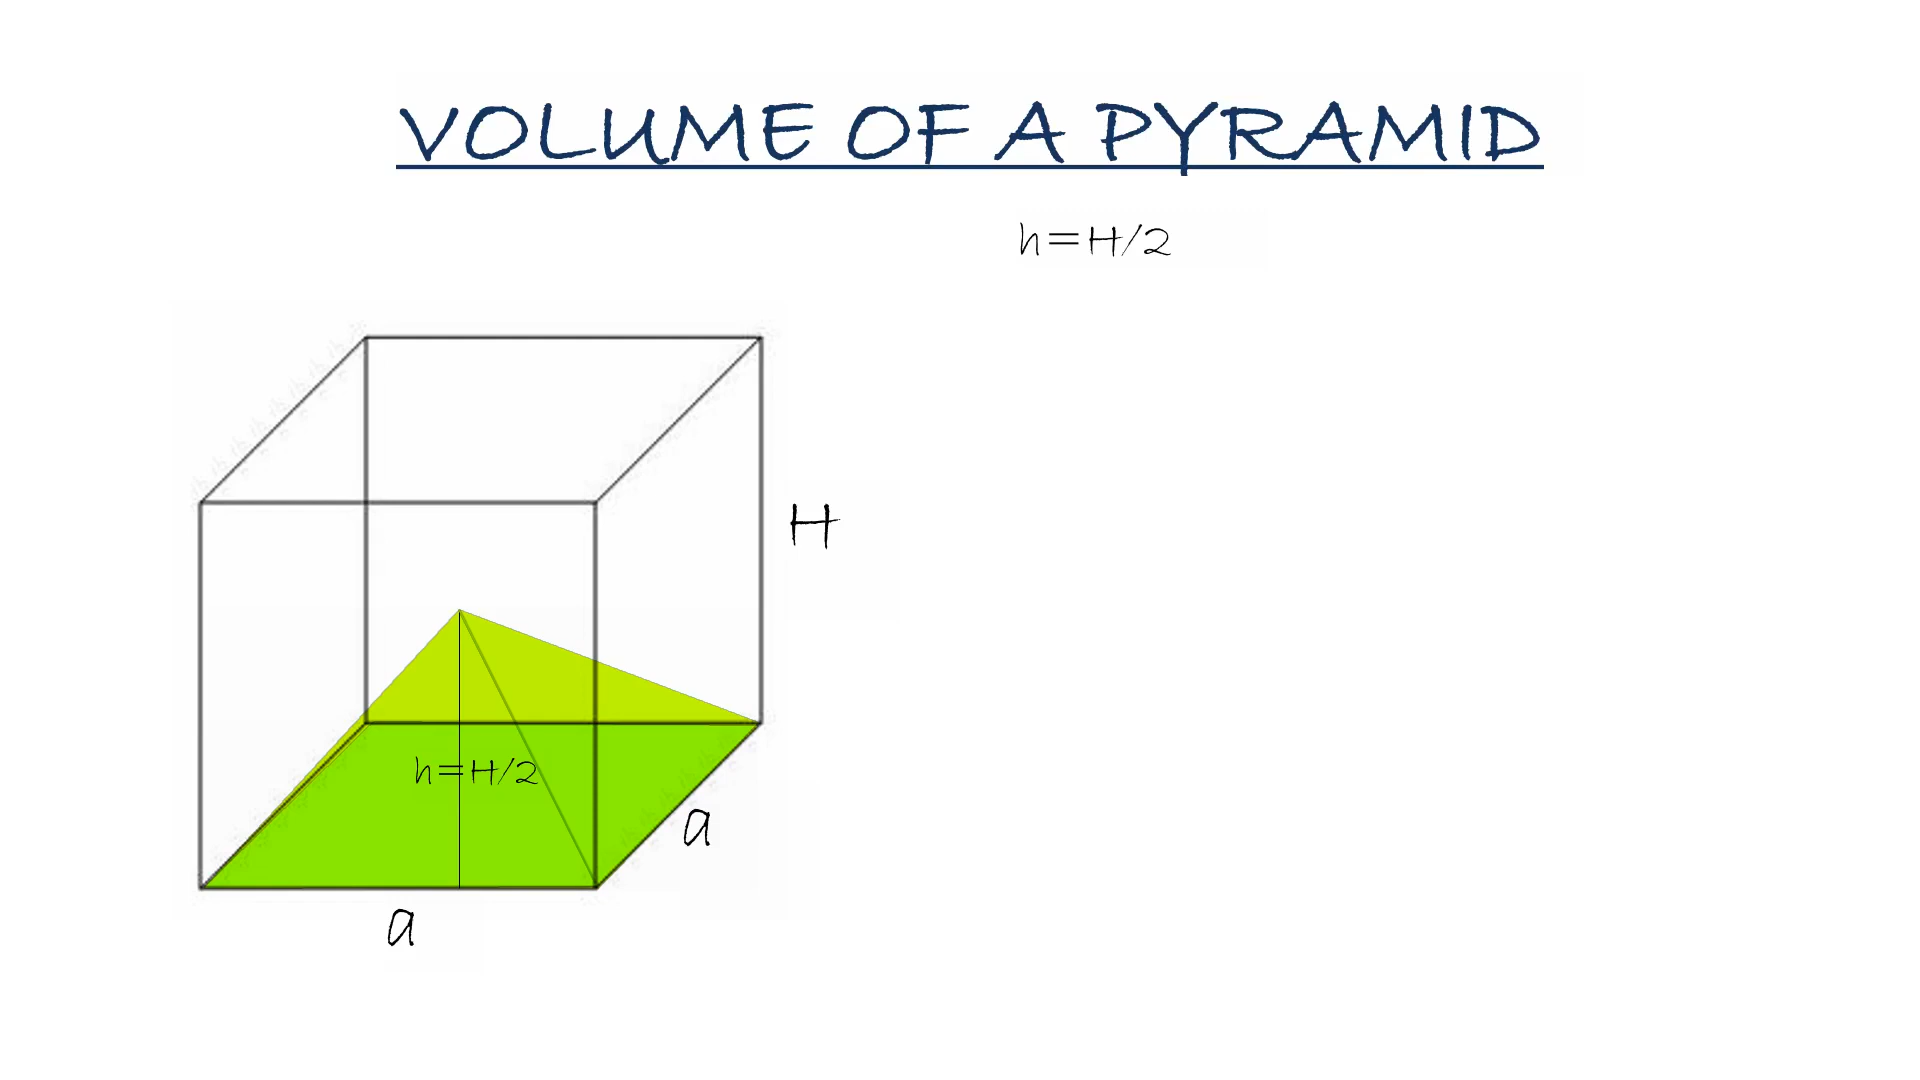 VOLUME OF A PYRAMID
h=H/2
H
h=H/2
a
a